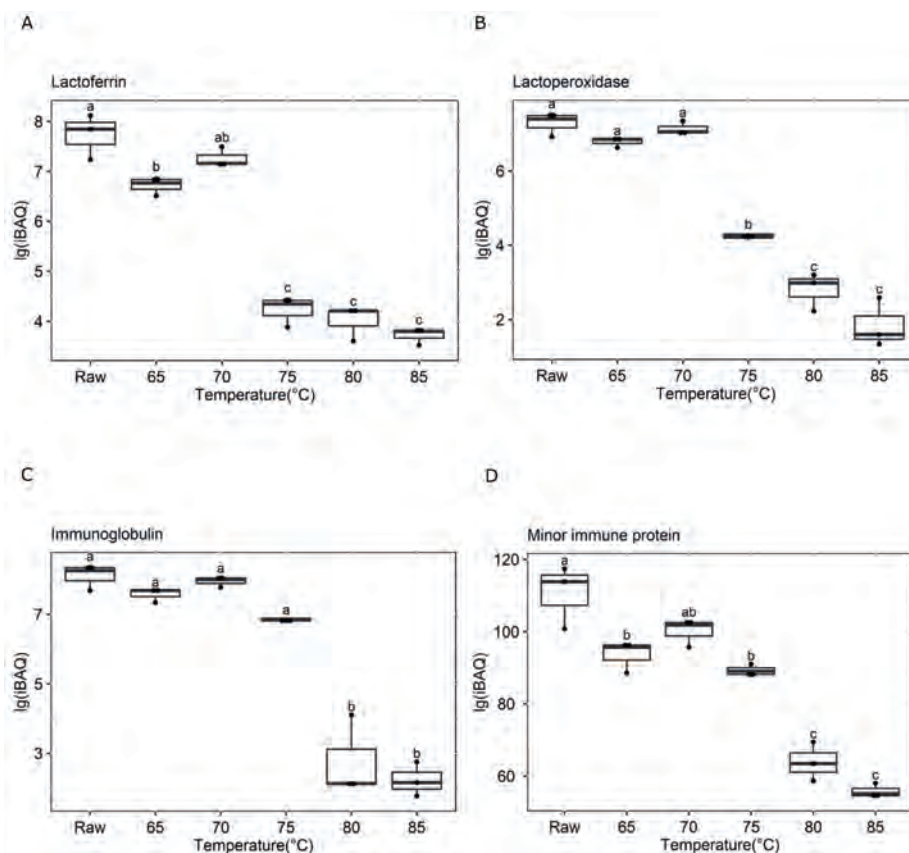 A
Lactoferrin
lg(iBAQ)
8
7
6
5
4
a
b
ab
c
c
c
Raw 65 70 75 80 85
Temperature(°C)
B
Lactoperoxidase
lg(iBAQ)
6
4
2
a
a
a
b
c
c
Raw 65 70 75 80 85
Temperature(°C)
C
Immunoglobulin
lg(iBAQ)
7
5
3
a
a
a
a
b
b
Raw 65 70 75 80 85
Temperature(°C)
D
Minor immune protein
lg(iBAQ)
120
100
80
60
a
b
ab
b
c
c
Raw 65 70 75 80 85
Temperature(°C)